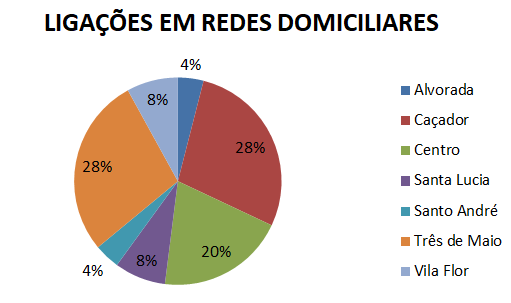 LIGAÇÕES EM REDES DOMICILIARES
4%
28%
20%
8%
4%
28%
8%
Alvorada
Caçador
Centro
Santa Lucia
Santo André
Três de Maio
Vila Flor